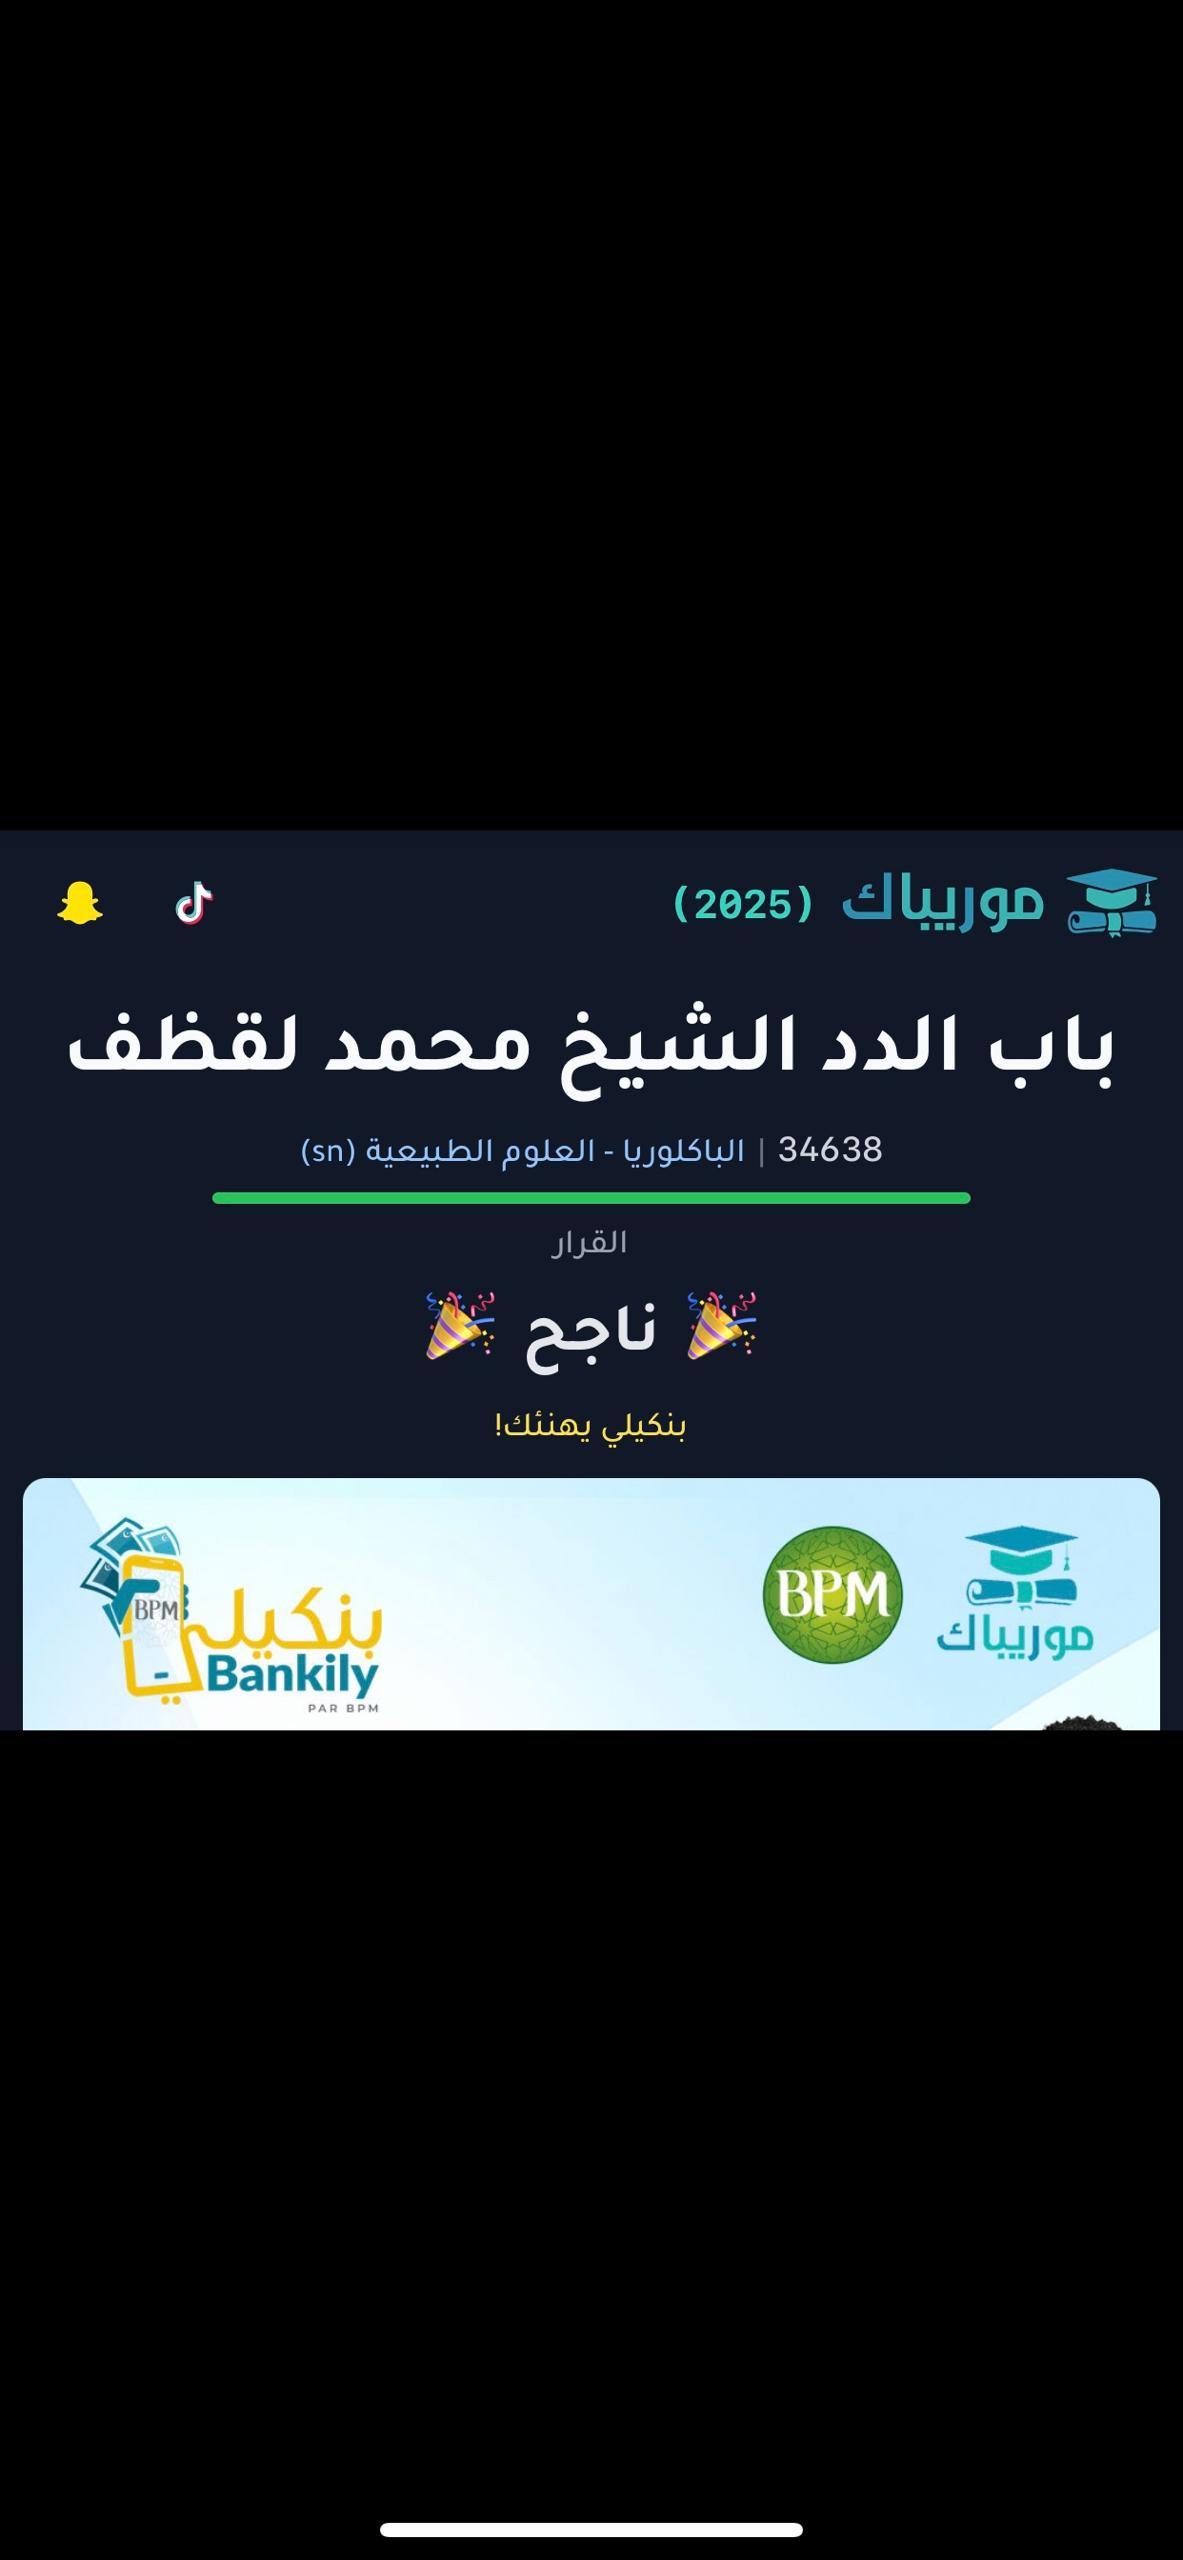 موريباك (2025)
باب الدد الشيخ محمد لقظف
34638 | الباكلوريا - العلوم الطبيعية (sn)
القرار
🎉 ناجح 🎉
بنكيلي يهنئك!
موريباك
BPM
BPM
بنكيلي
Bankily
PAR BPM